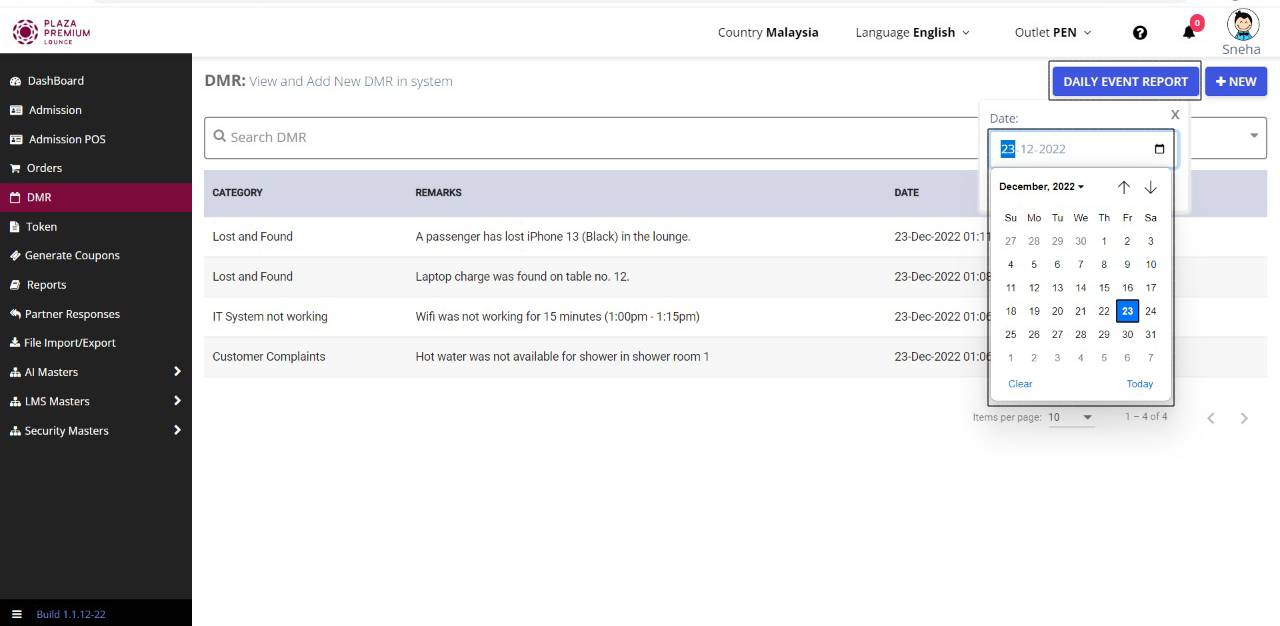 PLAZA
PREMIUM
LOUNGE
Country Malaysia
Language English
Outlet PEN
0
Sneha
DashBoard
Admission
Admission POS
Orders
DMR
Token
Generate Coupons
Reports
Partner Responses
File Import/Export
AI Masters
LMS Masters
Security Masters
Build 1.1.12-22
DMR: View and Add New DMR in system
DAILY EVENT REPORT
+ NEW
Search DMR
CATEGORY REMARKS DATE
Lost and Found A passenger has lost iPhone 13 (Black) in the lounge. 23-Dec-2022 01:11
Lost and Found Laptop charge was found on table no. 12. 23-Dec-2022 01:08
IT System not working Wifi was not working for 15 minutes (1:00pm - 1:15pm) 23-Dec-2022 01:06
Customer Complaints Hot water was not available for shower in shower room 1 23-Dec-2022 01:06
Date: X
23-12-2022
December, 2022
Su Mo Tu We Th Fr Sa
27 28 29 30 1 2 3
4 5 6 7 8 9 10
11 12 13 14 15 16 17
18 19 20 21 22 23 24
25 26 27 28 29 30 31
1 2 3 4 5 6 7
Clear Today
Items per page: 10 1 – 4 of 4